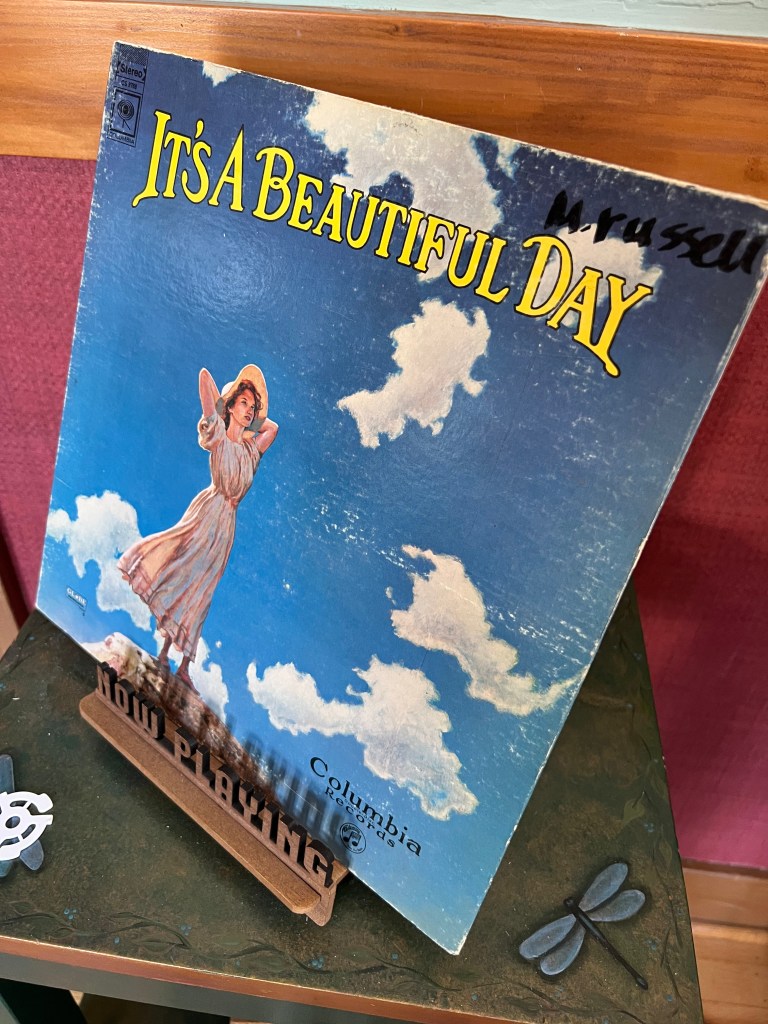 Stereo
IT'S A BEAUTIFUL DAY
M. russell
Columbia
Records
NOW PLAYING